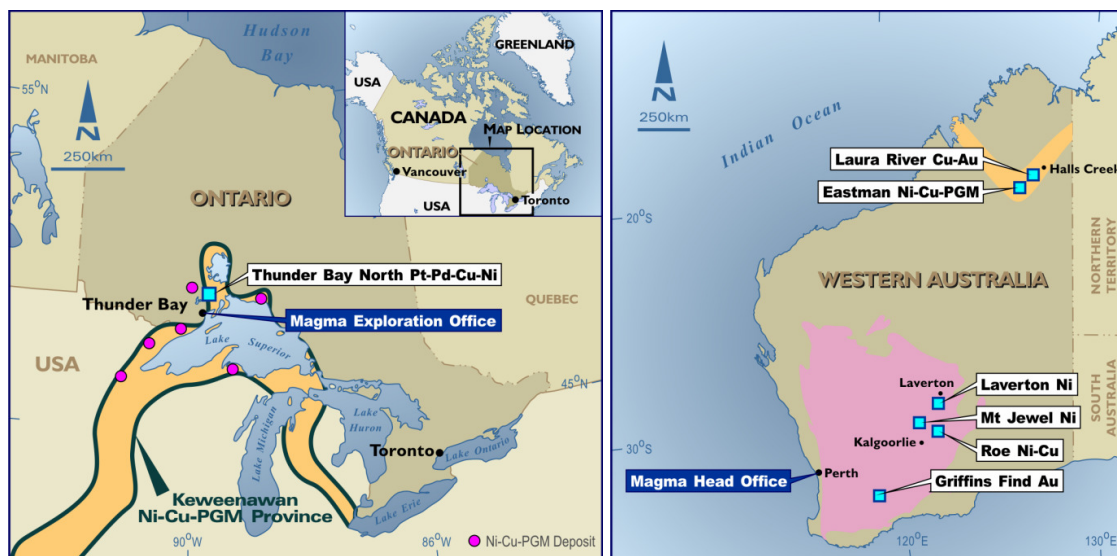 Hudson
Bay
MANITOBA
55°N
N
250km
ONTARIO
Thunder Bay North Pt-Pd-Cu-Ni
Thunder Bay
Magma Exploration Office
QUEBEC
USA
Lake Superior
45°N
Lake Michigan
Lake
Huron
Toronto
Lake Ontario
Lake Erie
Keweenawan
Ni-Cu-PGM Province
90°W
86°W
Ni-Cu-PGM Deposit
GREENLAND
USA
CANADA
MAP LOCATION
ONTARIO
Vancouver
USA
Toronto
N
250km
Indian Ocean
Laura River Cu-Au
Halls Creek
Eastman Ni-Cu-PGM
20°S
WESTERN AUSTRALIA
NORTHERN
TERRITORY
SOUTH
AUSTRALIA
Laverton
Laverton Ni
Mt Jewel Ni
Kalgoorlie
Roe Ni-Cu
30°S
Perth
Magma Head Office
Griffins Find Au
120°E
130°E